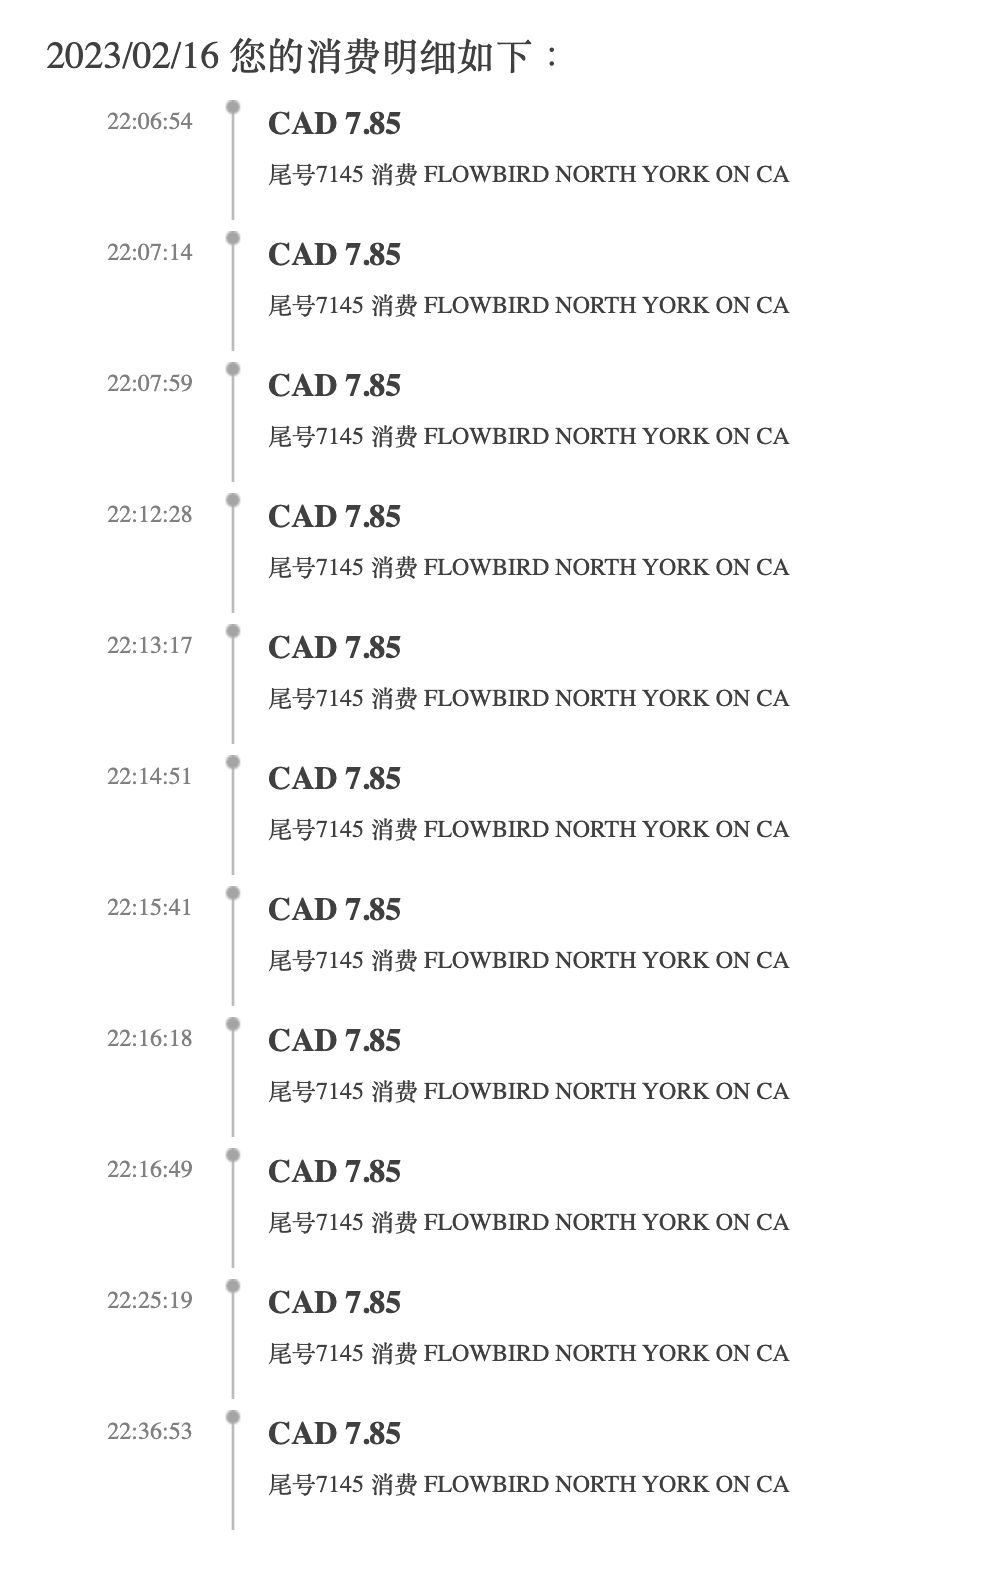 2023/02/16 您的消费明细如下：
22:06:54 CAD 7.85
尾号7145 消费 FLOWBIRD NORTH YORK ON CA
22:07:14 CAD 7.85
尾号7145 消费 FLOWBIRD NORTH YORK ON CA
22:07:59 CAD 7.85
尾号7145 消费 FLOWBIRD NORTH YORK ON CA
22:12:28 CAD 7.85
尾号7145 消费 FLOWBIRD NORTH YORK ON CA
22:13:17 CAD 7.85
尾号7145 消费 FLOWBIRD NORTH YORK ON CA
22:14:51 CAD 7.85
尾号7145 消费 FLOWBIRD NORTH YORK ON CA
22:15:41 CAD 7.85
尾号7145 消费 FLOWBIRD NORTH YORK ON CA
22:16:18 CAD 7.85
尾号7145 消费 FLOWBIRD NORTH YORK ON CA
22:16:49 CAD 7.85
尾号7145 消费 FLOWBIRD NORTH YORK ON CA
22:25:19 CAD 7.85
尾号7145 消费 FLOWBIRD NORTH YORK ON CA
22:36:53 CAD 7.85
尾号7145 消费 FLOWBIRD NORTH YORK ON CA